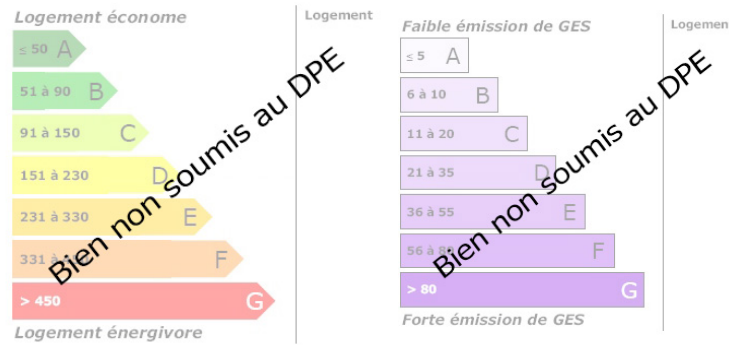 Logement économe
Logement
≤ 50 A
51 à 90 B
91 à 150 C
151 à 230 D
231 à 330 E
331 à F
> 450 G
Logement énergivore
Bien non soumis au DPE
Faible émission de GES
Logemen
≤ 5 A
6 à 10 B
11 à 20 C
21 à 35 D
36 à 55 E
56 à 80 F
> 80 G
Forte émission de GES
Bien non soumis au DPE